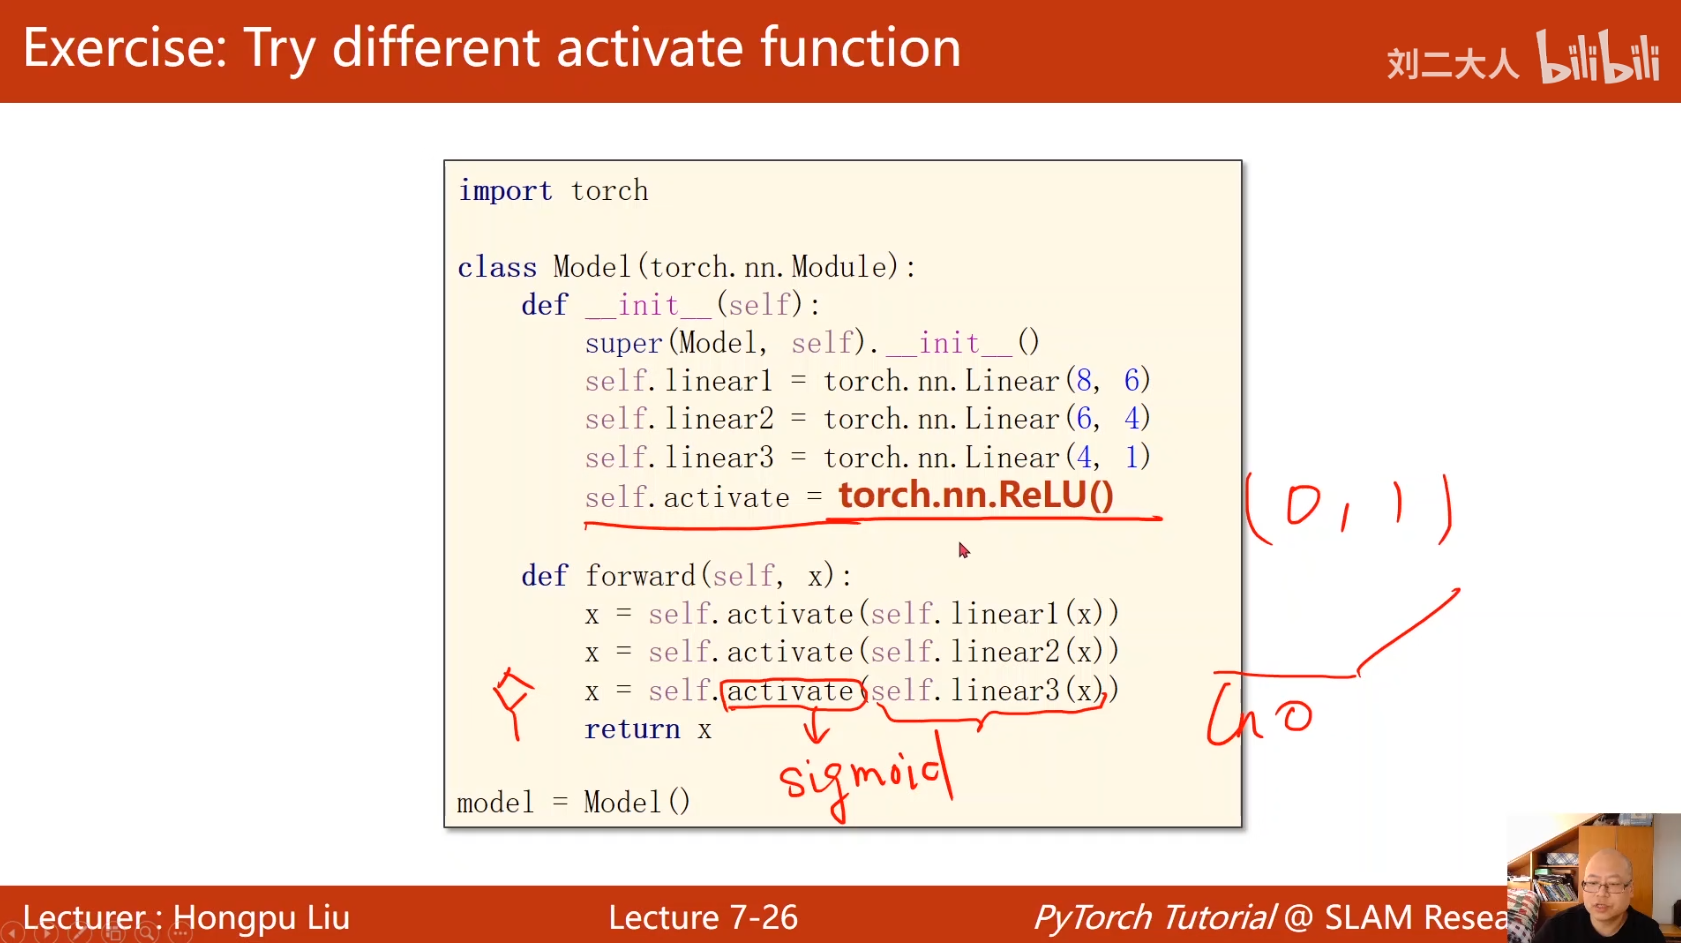 Exercise: Try different activate function
刘二大人 bilibili
import torch
class Model(torch.nn.Module):
def __init__(self):
super(Model, self).__init__()
self.linear1 = torch.nn.Linear(8, 6)
self.linear2 = torch.nn.Linear(6, 4)
self.linear3 = torch.nn.Linear(4, 1)
self.activate = torch.nn.ReLU()
(0, 1)
def forward(self, x):
x = self.activate(self.linear1(x))
x = self.activate(self.linear2(x))
x = self.activate(self.linear3(x))
return x
ln 0
sigmoid
model = Model()
Lecturer : Hongpu Liu
Lecture 7-26
PyTorch Tutorial @ SLAM Resea